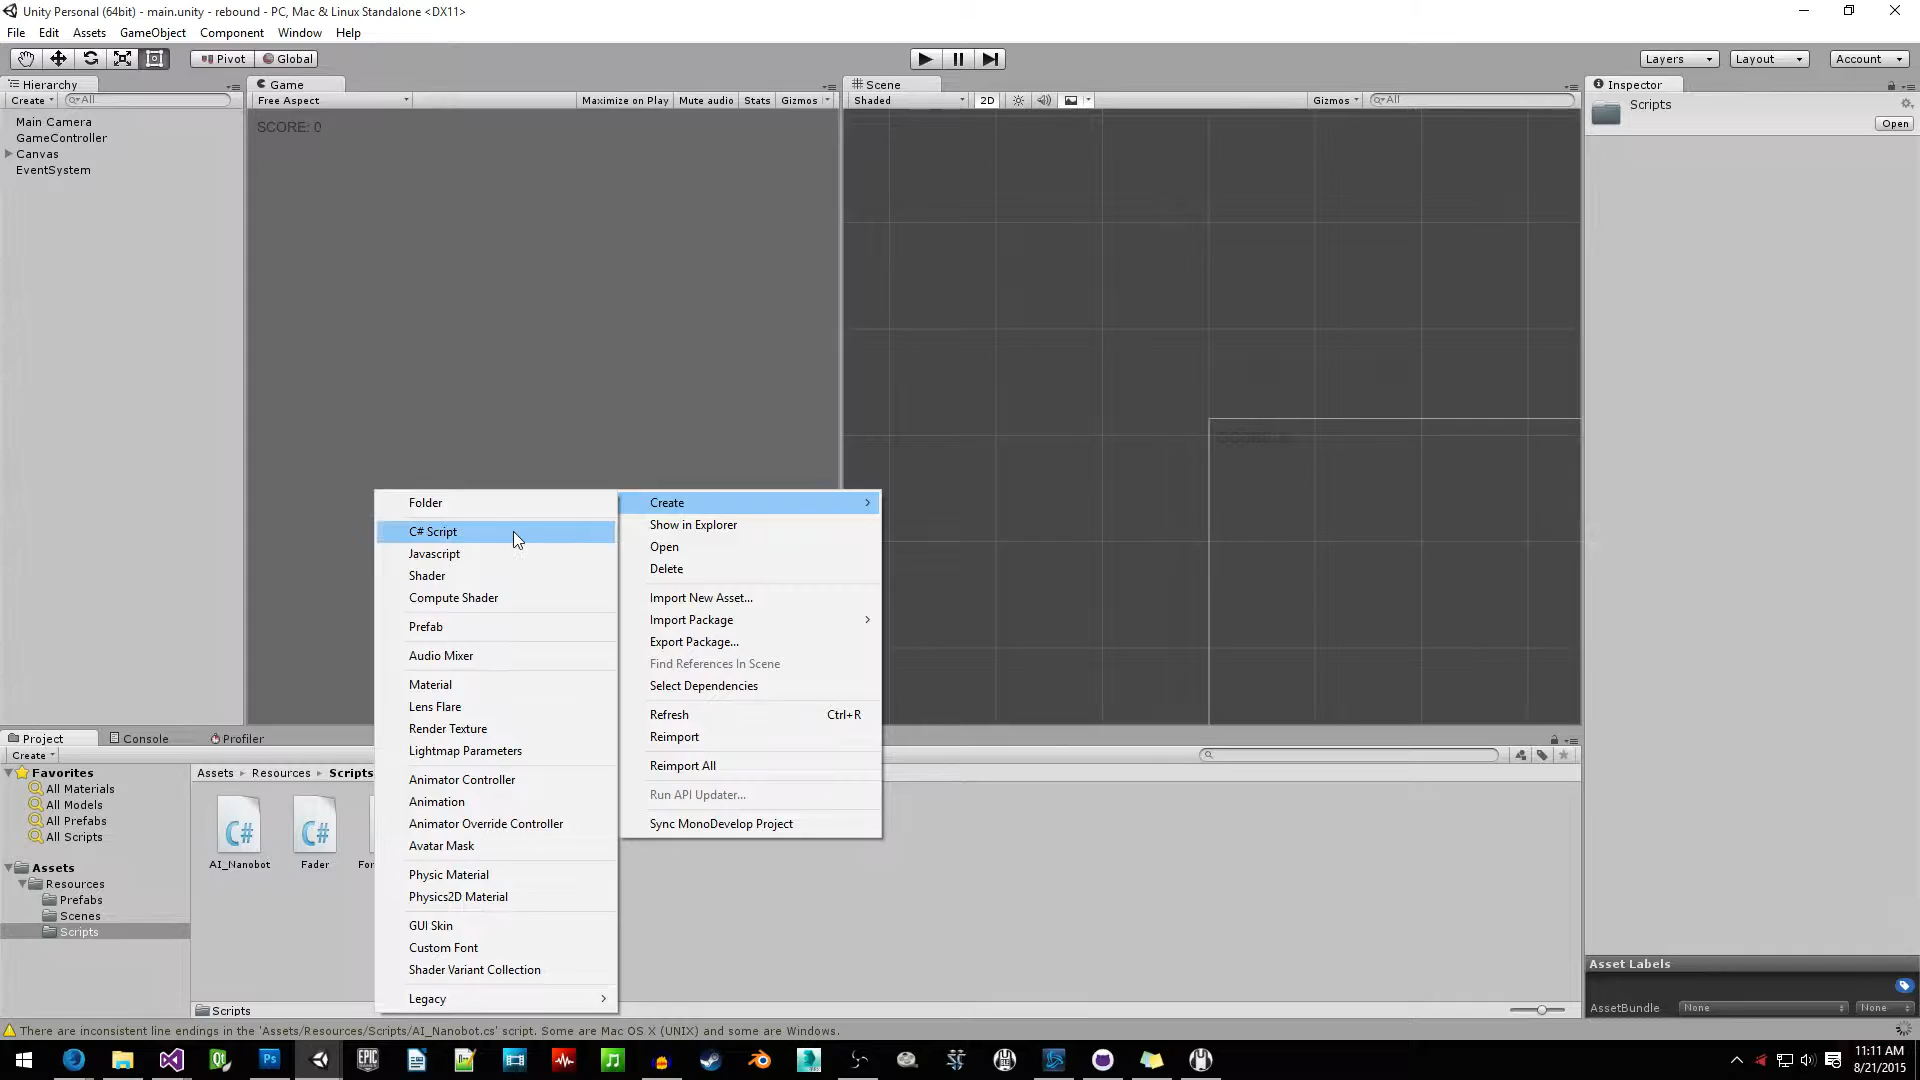 Unity Personal (64bit) - main.unity - rebound - PC, Mac & Linux Standalone <DX11>
File Edit Assets GameObject Component Window Help
Pivot Global Layers Layout Account
Hierarchy Game Scene Inspector
Create All Free Aspect Maximize on Play Mute audio Stats Gizmos Shaded 2D Gizmos All
Scripts
Open
Main Camera
GameController
Canvas
EventSystem
SCORE: 0
Folder
C# Script
Javascript
Shader
Compute Shader
Prefab
Audio Mixer
Material
Lens Flare
Render Texture
Lightmap Parameters
Animator Controller
Animation
Animator Override Controller
Avatar Mask
Physic Material
Physics2D Material
GUI Skin
Custom Font
Shader Variant Collection
Legacy
Create
Show in Explorer
Open
Delete
Import New Asset...
Import Package
Export Package...
Find References In Scene
Select Dependencies
Refresh Ctrl+R
Reimport
Reimport All
Run API Updater...
Sync MonoDevelop Project
Project Console Profiler
Create
Favorites
All Materials
All Models
All Prefabs
All Scripts
Assets
Resources
Prefabs
Scenes
Scripts
Assets Resources Scripts
C# C#
AI_Nanobot Fader For
Scripts
Asset Labels
AssetBundle None None
There are inconsistent line endings in the 'Assets/Resources/Scripts/AI_Nanobot.cs' script. Some are Mac OS X (UNIX) and some are Windows.
Qt Ps EPIC GAMES
11:11 AM
8/21/2015